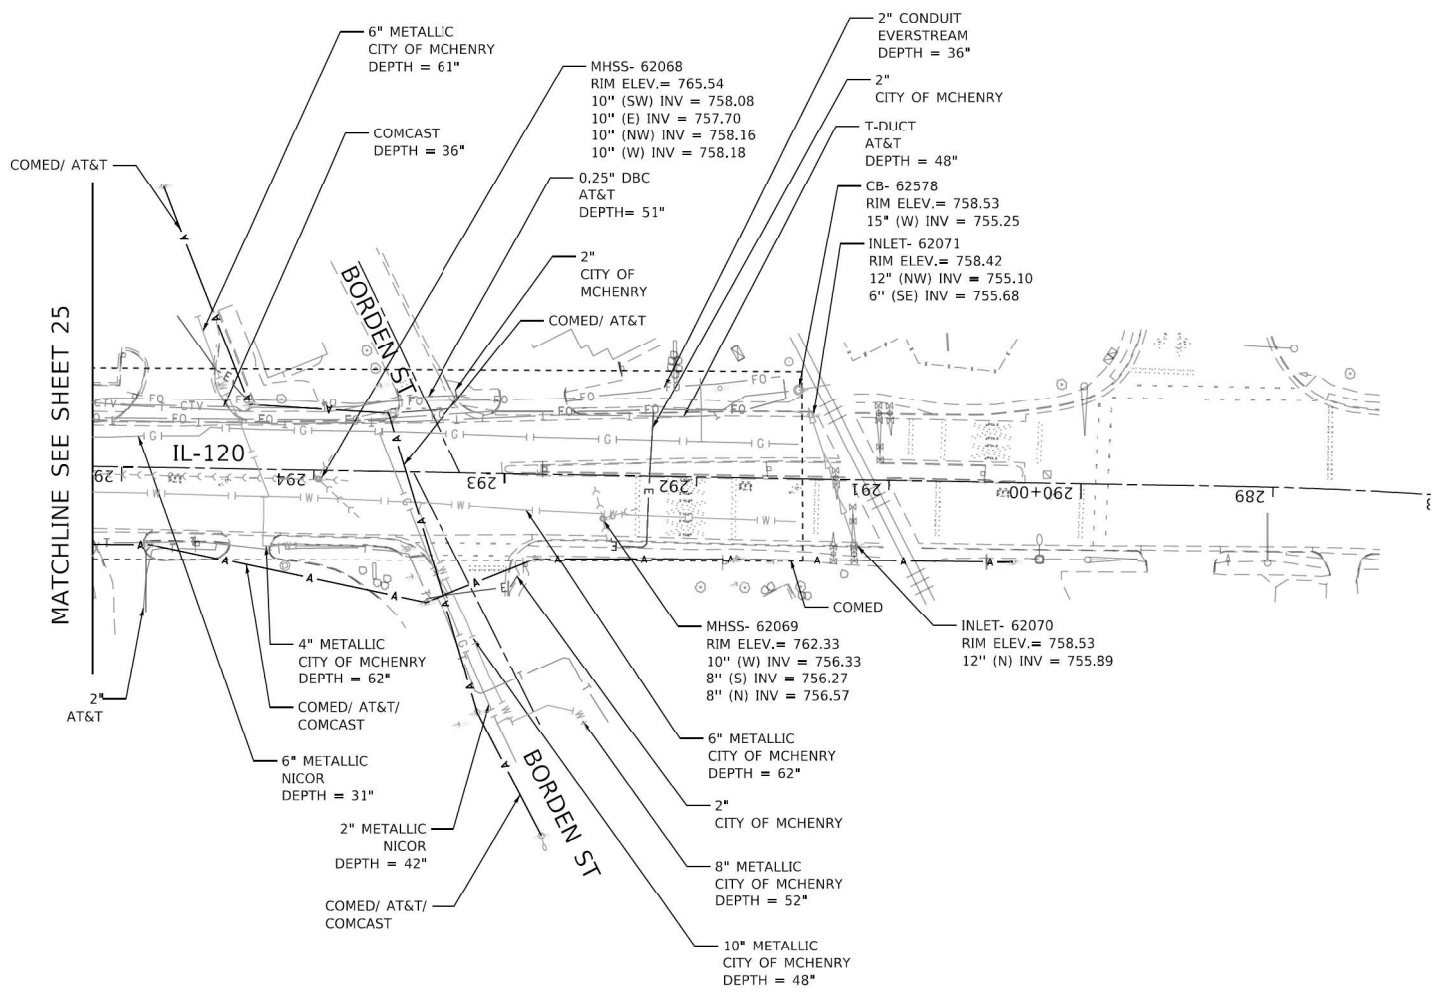 6" METALLIC
CITY OF MCHENRY
DEPTH = 61"
COMCAST
DEPTH = 36"
COMED/ AT&T
MHSS- 62068
RIM ELEV.= 765.54
10" (SW) INV = 758.08
10" (E) INV = 757.70
10" (NW) INV = 758.16
10" (W) INV = 758.18
0.25" DBC
AT&T
DEPTH= 51"
2"
CITY OF
MCHENRY
COMED/ AT&T
2" CONDUIT
EVERSTREAM
DEPTH = 36"
2"
CITY OF MCHENRY
T-DUCT
AT&T
DEPTH = 48"
CB- 62578
RIM ELEV.= 758.53
15" (W) INV = 755.25
INLET- 62071
RIM ELEV.= 758.42
12" (NW) INV = 755.10
6" (SE) INV = 755.68
MATCHLINE SEE SHEET 25
BORDEN ST
IL-120
294
293
292
291
290+00
289
COMED
MHSS- 62069
RIM ELEV.= 762.33
10" (W) INV = 756.33
8" (S) INV = 756.27
8" (N) INV = 756.57
INLET- 62070
RIM ELEV.= 758.53
12" (N) INV = 755.89
4" METALLIC
CITY OF MCHENRY
DEPTH = 62"
2"
AT&T
COMED/ AT&T/
COMCAST
6" METALLIC
NICOR
DEPTH = 31"
2" METALLIC
NICOR
DEPTH = 42"
COMED/ AT&T/
COMCAST
BORDEN ST
6" METALLIC
CITY OF MCHENRY
DEPTH = 62"
2"
CITY OF MCHENRY
8" METALLIC
CITY OF MCHENRY
DEPTH = 52"
10" METALLIC
CITY OF MCHENRY
DEPTH = 48"